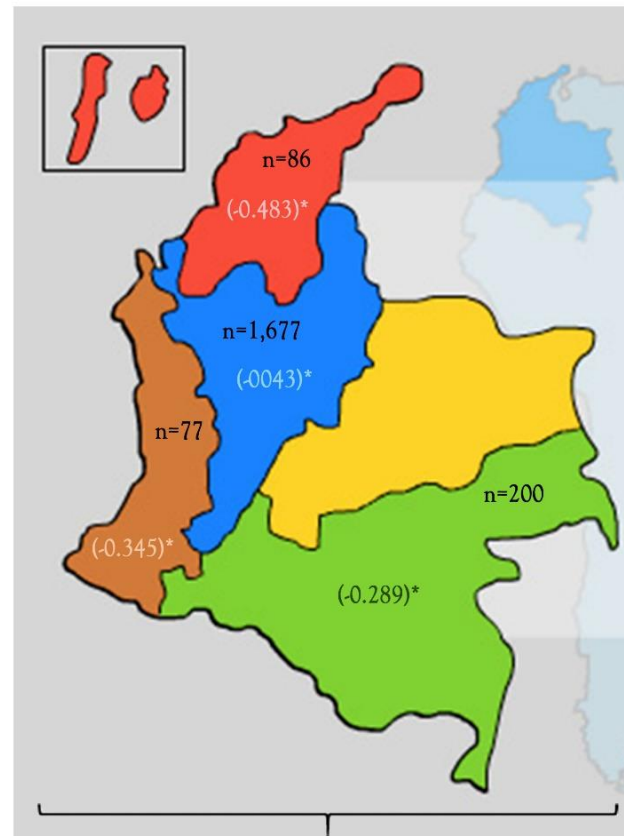 n=86
(-0.483)*
n=1,677
(-0043)*
n=77
n=200
(-0.345)*
(-0.289)*